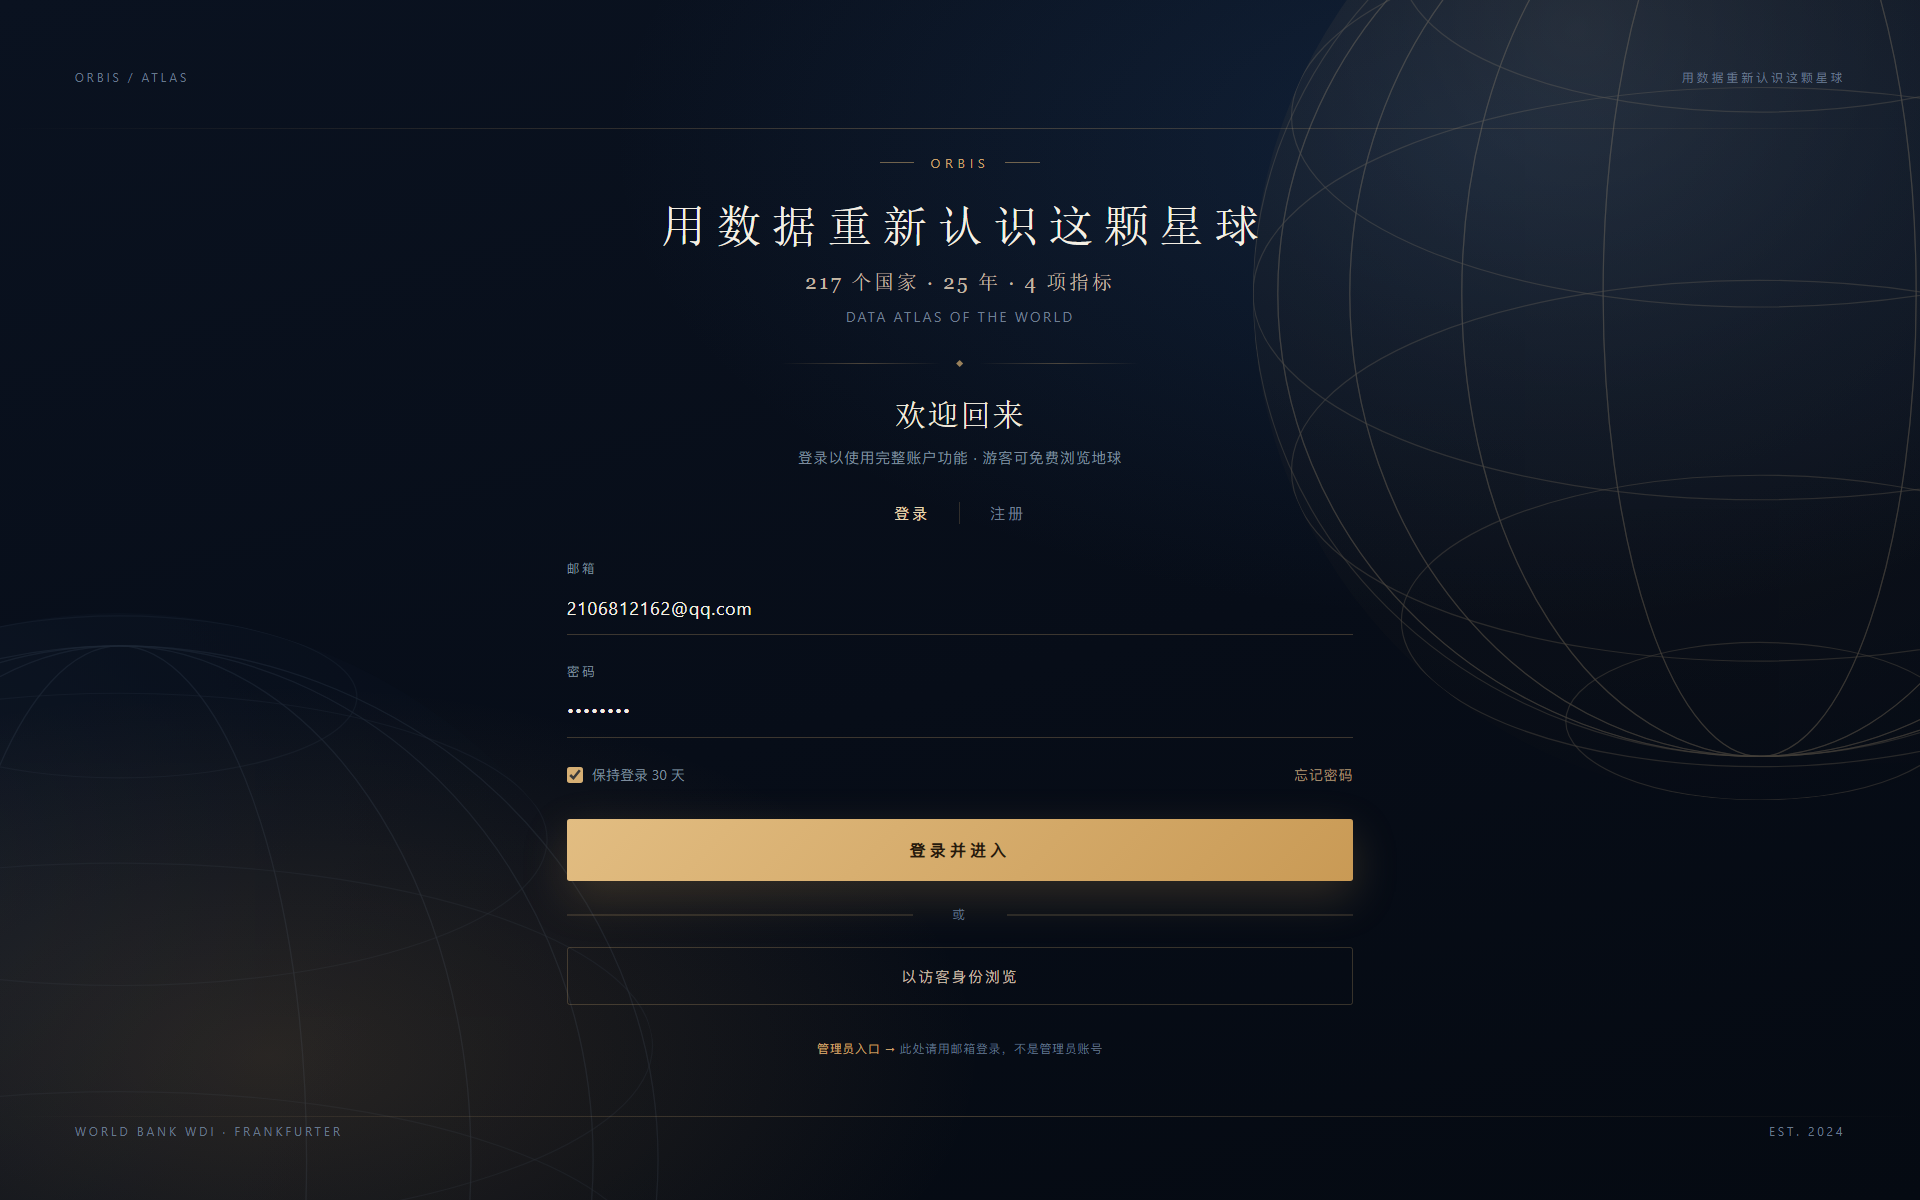 ORBIS / ATLAS
用数据重新认识这颗星球
ORBIS
用数据重新认识这颗星球
217 个国家 · 25 年 · 4 项指标
DATA ATLAS OF THE WORLD
欢迎回来
登录以使用完整账户功能 · 游客可免费浏览地球
登录
注册
邮箱
2106812162@qq.com
密码
••••••••
保持登录 30 天
忘记密码
登录并进入
或
以访客身份浏览
管理员入口 → 此处请用邮箱登录，不是管理员账号
WORLD BANK WDI · FRANKFURTER
EST. 2024